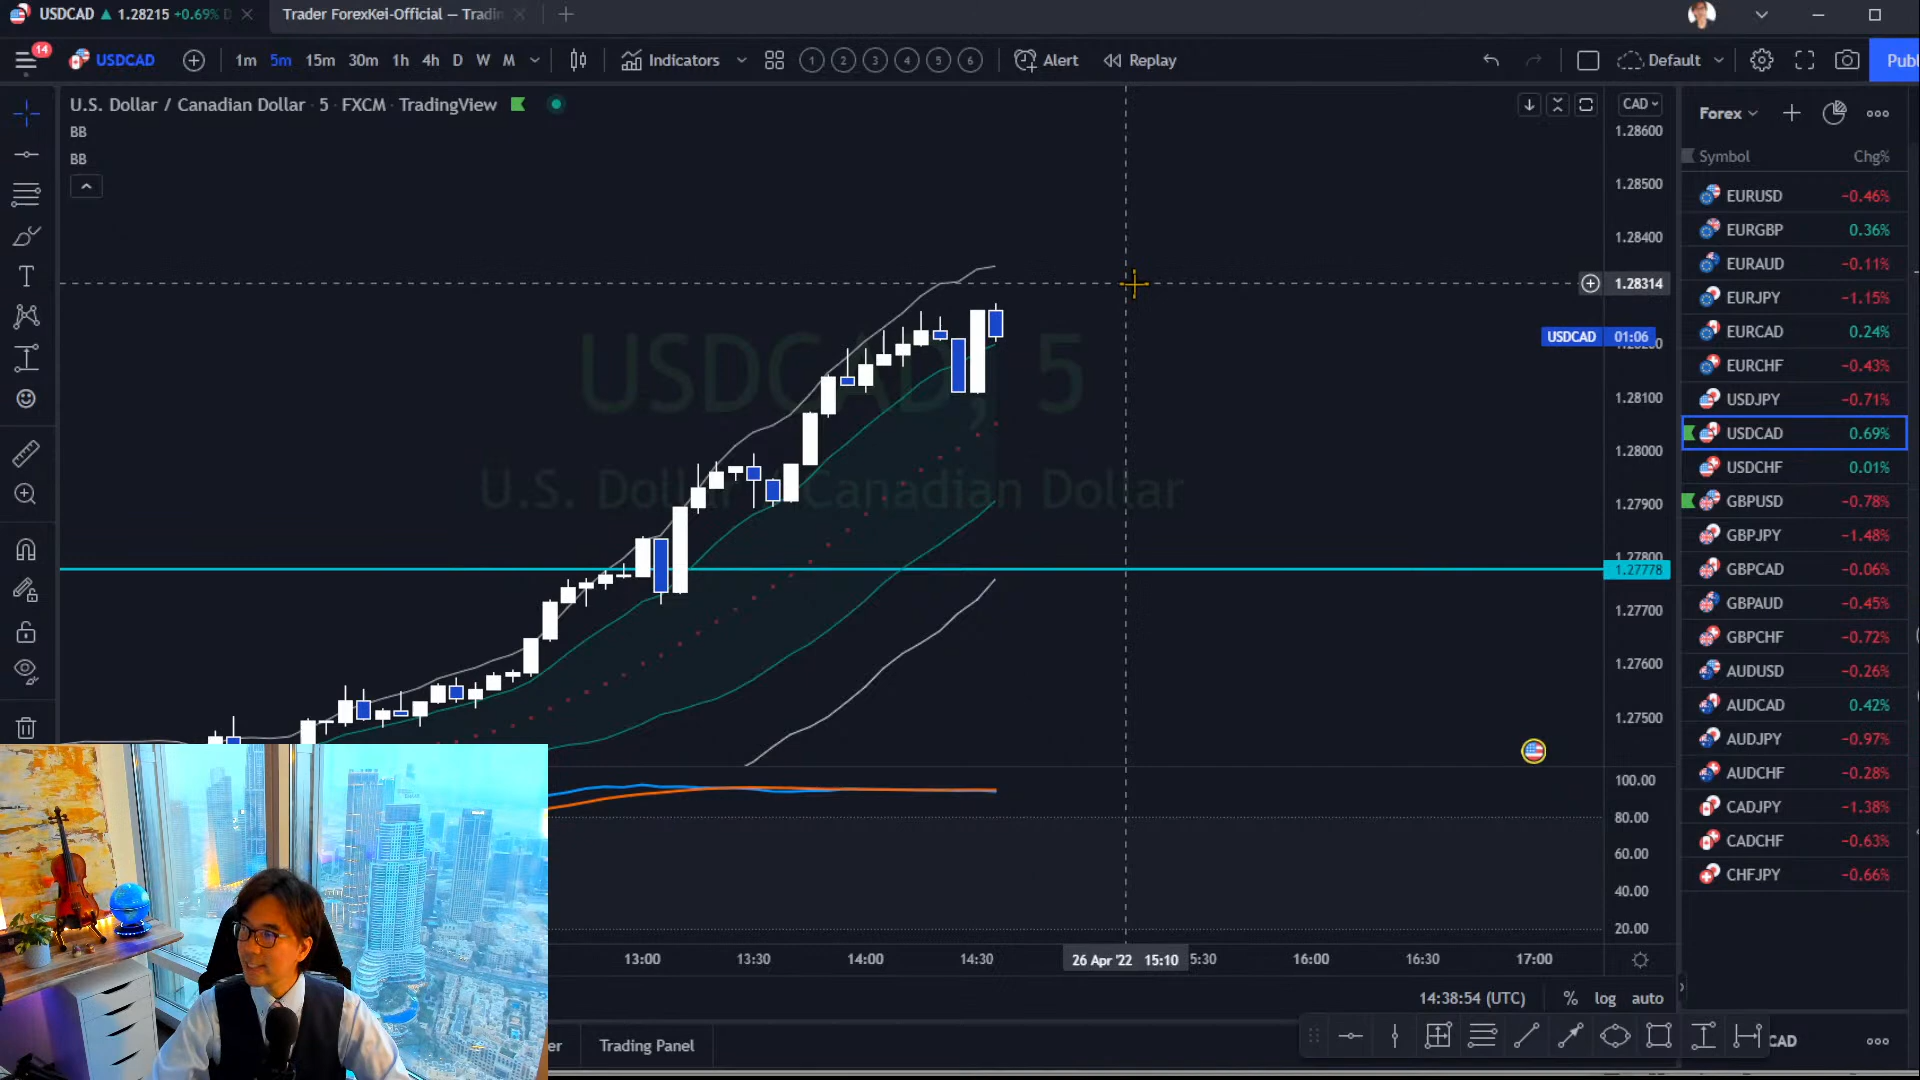 USDCAD ▲ 1.28215 +0.69% D
Trader ForexKei-Official — Tradin
14
USDCAD
1m 5m 15m 30m 1h 4h D W M
Indicators
1 2 3 4 5 6
Alert
Replay
Default
Publ
U.S. Dollar / Canadian Dollar · 5 · FXCM · TradingView
BB
BB
USDCAD, 5
U.S. Dollar / Canadian Dollar
CAD
1.28600
1.28500
1.28400
1.28314
USDCAD 01:06
1.28100
1.28000
1.27900
1.27800
1.27778
1.27700
1.27600
1.27500
100.00
80.00
60.00
40.00
20.00
13:00 13:30 14:00 14:30 26 Apr '22 15:10 5:30 16:00 16:30 17:00
14:38:54 (UTC) % log auto
er
Trading Panel
Forex
Symbol Chg%
EURUSD −0.46%
EURGBP 0.36%
EURAUD −0.11%
EURJPY −1.15%
EURCAD 0.24%
EURCHF −0.43%
USDJPY −0.71%
USDCAD 0.69%
USDCHF 0.01%
GBPUSD −0.78%
GBPJPY −1.48%
GBPCAD −0.06%
GBPAUD −0.45%
GBPCHF −0.72%
AUDUSD −0.26%
AUDCAD 0.42%
AUDJPY −0.97%
AUDCHF −0.28%
CADJPY −1.38%
CADCHF −0.63%
CHFJPY −0.66%
CAD